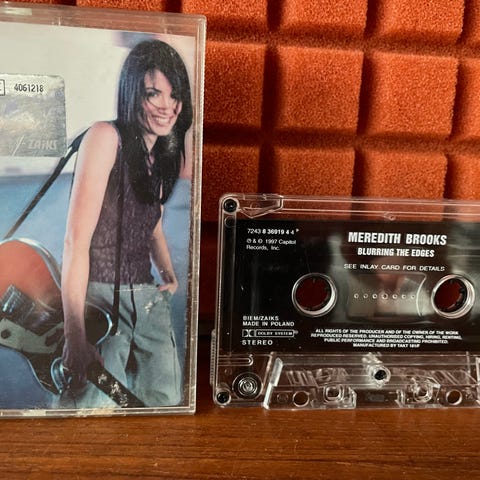 4061218
ZAiKS
7243 8 36919 4 4
MEREDITH BROOKS
℗ & © 1997 Capitol
Records, Inc.
BLURRING THE EDGES
SEE INLAY CARD FOR DETAILS
BIEM/ZAIKS
MADE IN POLAND
DOLBY SYSTEM
STEREO
ALL RIGHTS OF THE PRODUCER AND OF THE OWNER OF THE WORK
REPRODUCED RESERVED. UNAUTHORISED COPYING, HIRING, RENTING,
PUBLIC PERFORMANCE AND BROADCASTING PROHIBITED.
MANUFACTURED BY TAKT